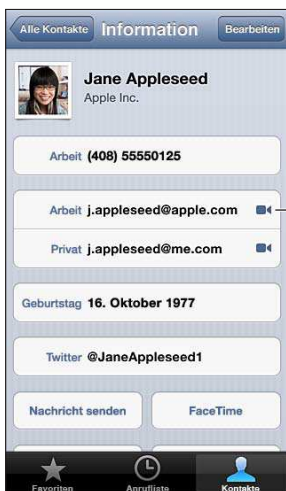 Alle Kontakte Information Bearbeiten
Jane Appleseed
Apple Inc.
Arbeit (408) 55550125
Arbeit j.appleseed@apple.com
Privat j.appleseed@me.com
Geburtstag 16. Oktober 1977
Twitter @JaneAppleseed1
Nachricht senden FaceTime
Favoriten Anrufliste Kontakte